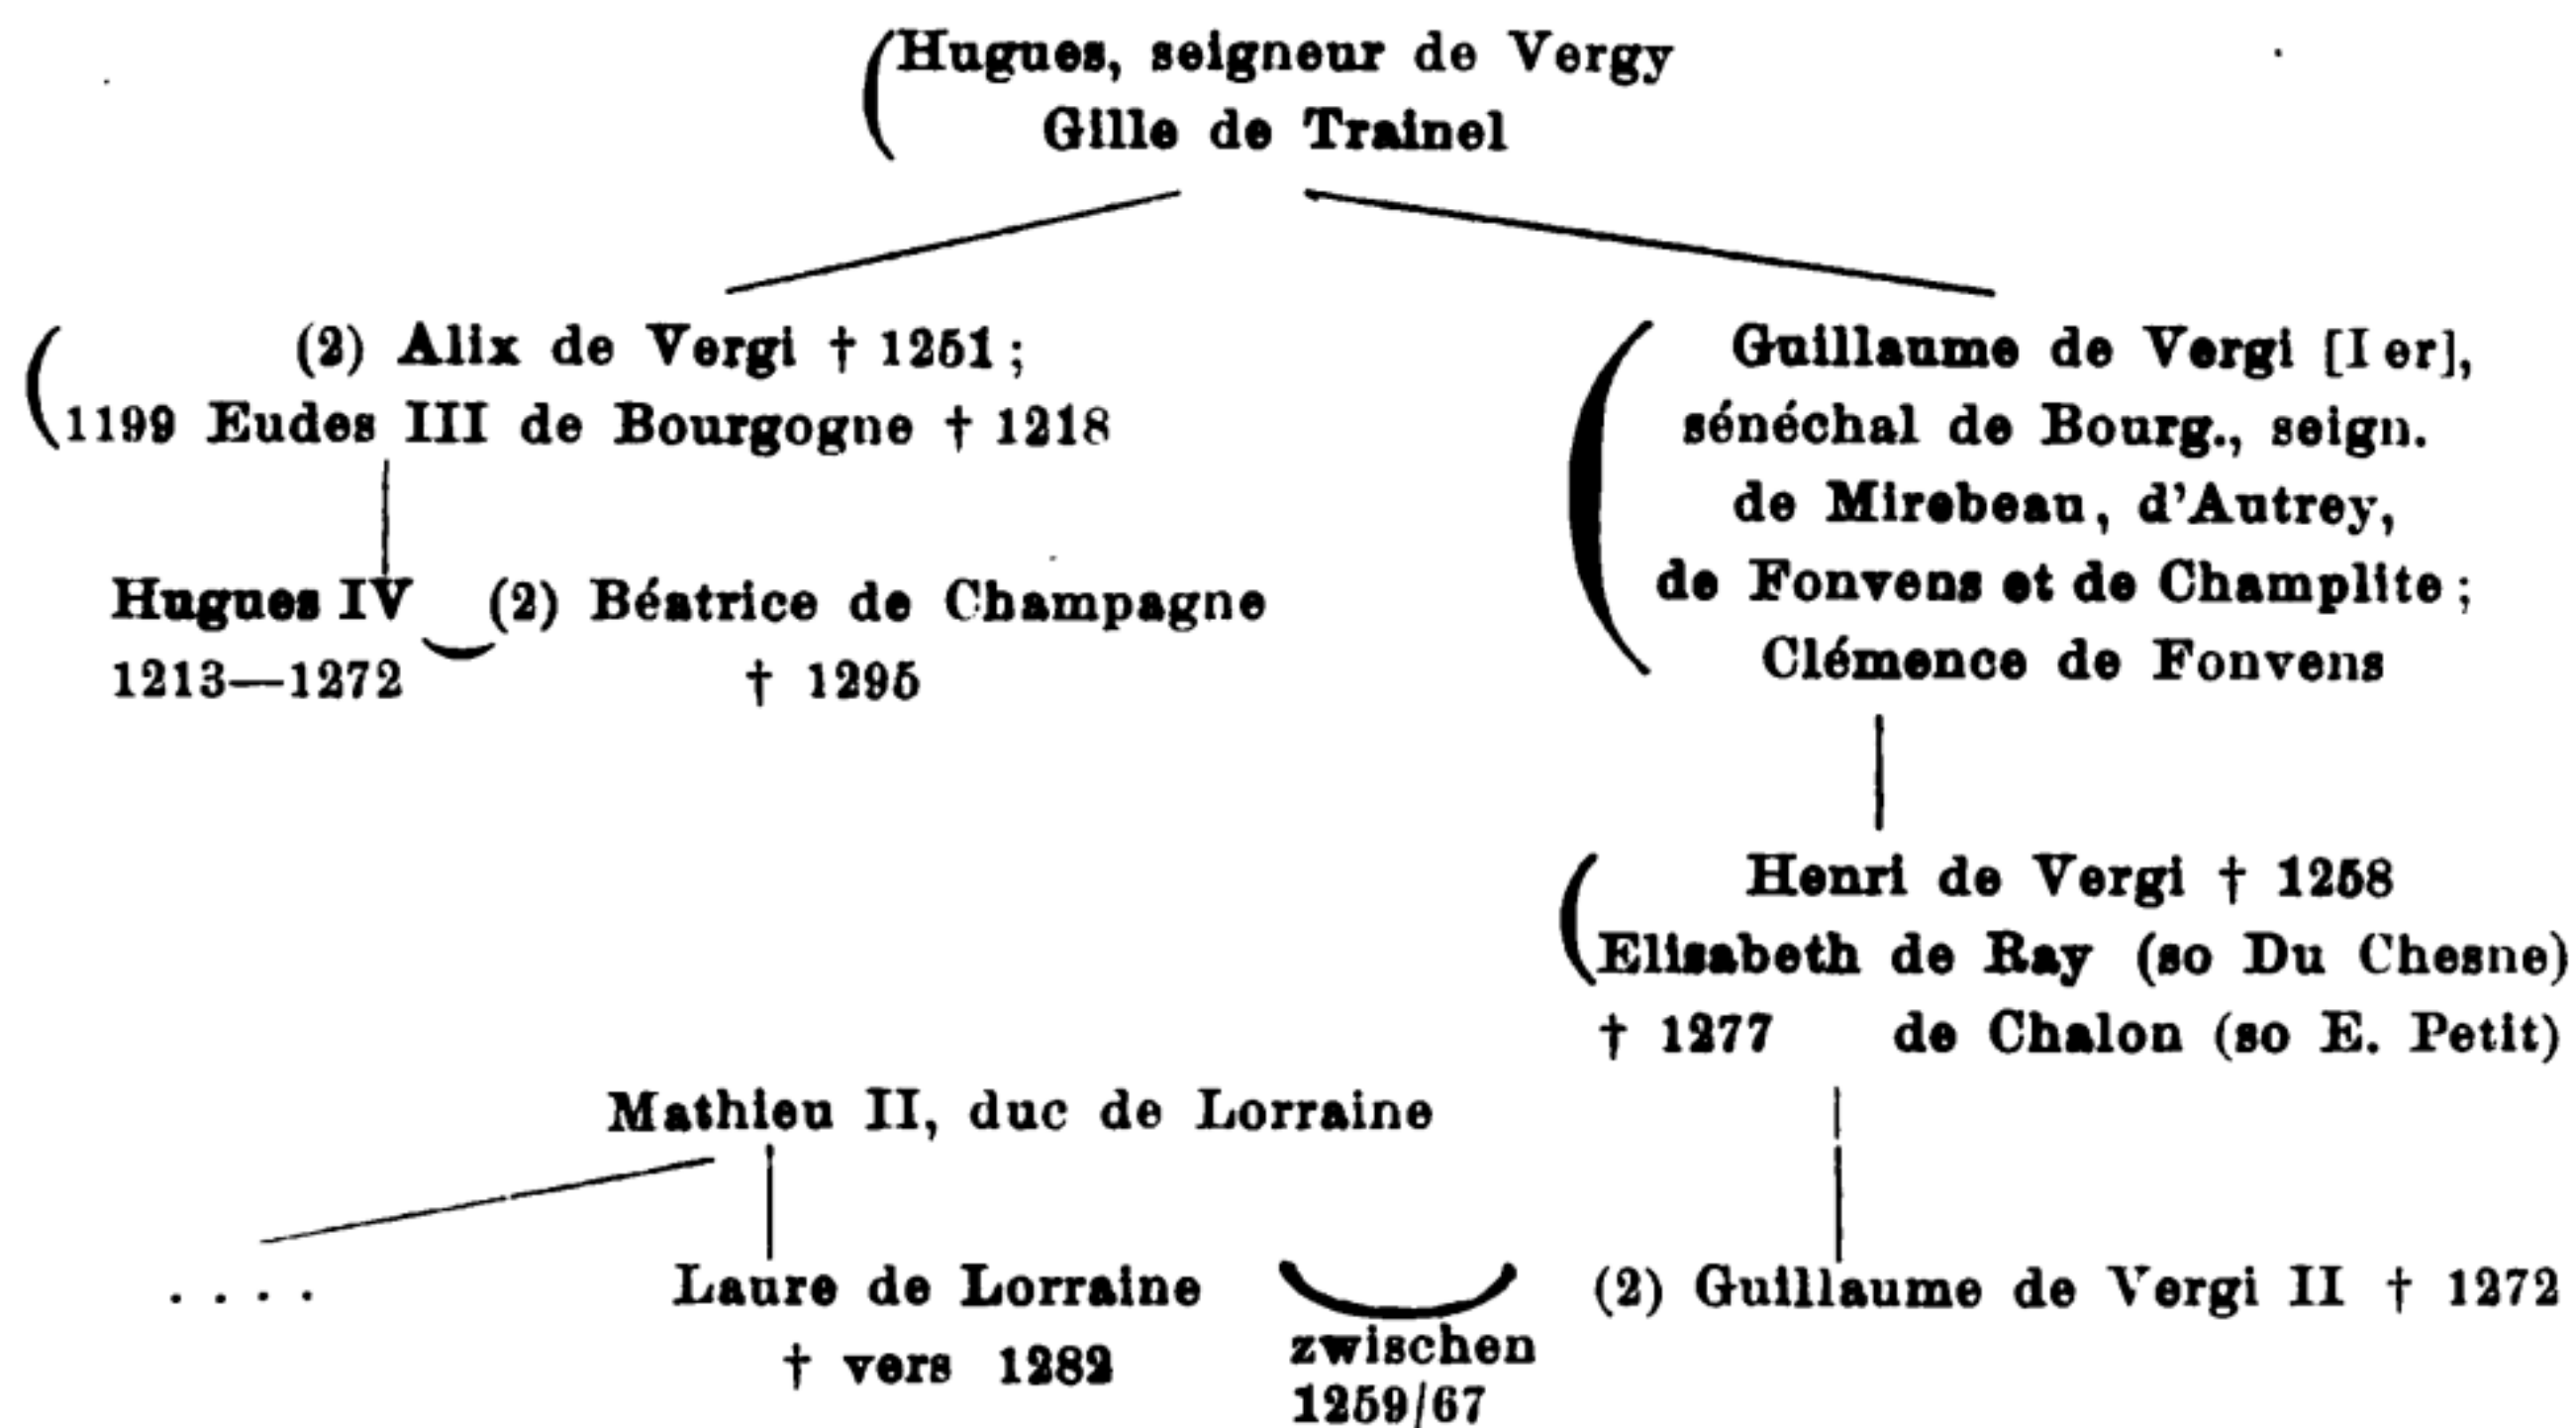 Hugues, seigneur de Vergy
Gille de Trainel
(2) Alix de Vergi † 1251;
1199 Eudes III de Bourgogne † 1218
Hugues IV (2) Béatrice de Champagne
1213—1272 † 1295
Guillaume de Vergi [Ier],
sénéchal de Bourg., seign.
de Mirebeau, d'Autrey,
de Fonvens et de Champlite;
Clémence de Fonvens
Henri de Vergi † 1258
Elisabeth de Ray (so Du Chesne)
† 1277 de Chalon (so E. Petit)
Mathieu II, duc de Lorraine
. . . . Laure de Lorraine (2) Guillaume de Vergi II † 1272
† vers 1282 zwischen
1259/67